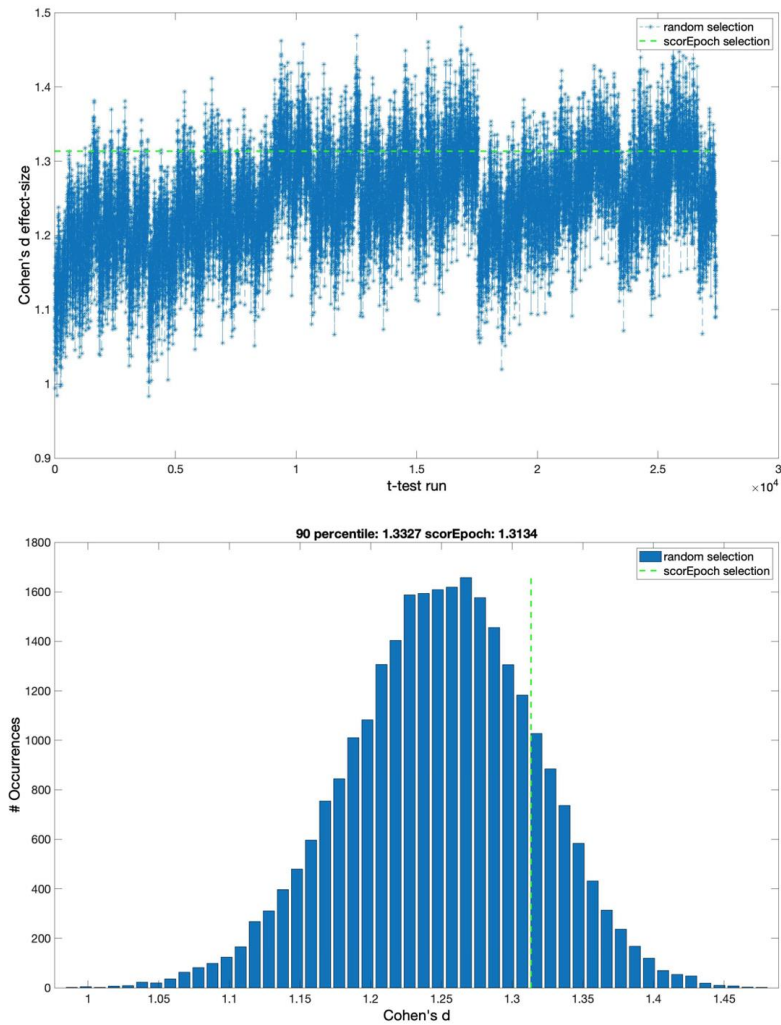 1.5
1.4
1.3
1.2
1.1
1
0.9
Cohen's d effect-size
random selection
scorEpoch selection
0 0.5 1 1.5 2 2.5 3
t-test run
×10⁴
90 percentile: 1.3327 scorEpoch: 1.3134
1800
1600
1400
1200
1000
800
600
400
200
0
# Occurrences
random selection
scorEpoch selection
1 1.05 1.1 1.15 1.2 1.25 1.3 1.35 1.4 1.45
Cohen's d